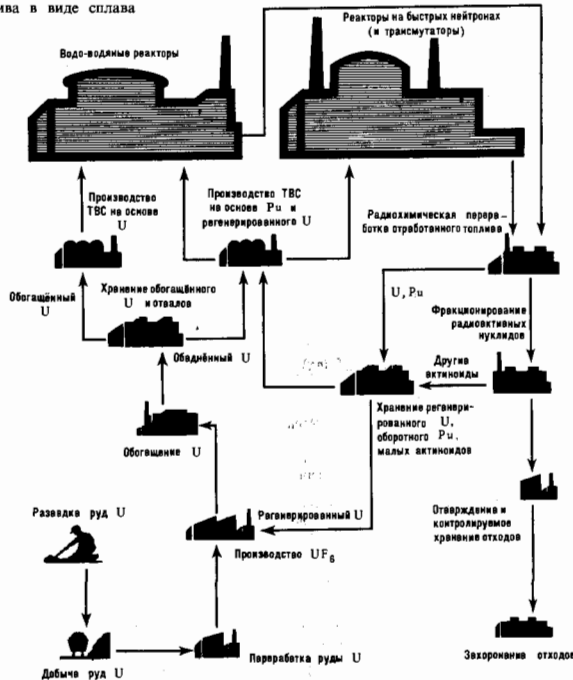 ива в виде сплава
Реакторы на быстрых нейтронах
(и трансмутаторы)
Водо-водяные реакторы
Производство
ТВС на основе
U
Производство ТВС
на основе Pu и
регенерированного U
Радиохимическая перера-
ботка отработанного топлива
Обогащённый
U
Хранение обогащённого
U и отвалов
U, Pu
Фракционирование
радиоактивных
нуклидов
Обеднённый U
Другие
актиноиды
Хранение регенери-
рованного U,
оборотного Pu,
малых актиноидов
Обогащение U
Разведка руд U
Регенерированный U
Производство UF6
Отверждение и
контролируемое
хранение отходов
Добыча руд U
Переработка руды U
Захоронение отходов